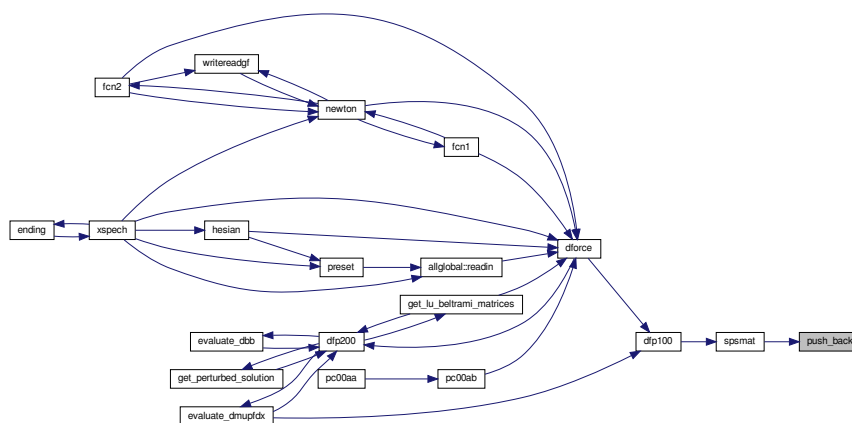 writereadgf
fcn2
newton
fcn1
ending
xspech
hesian
dforce
preset
allglobal::readin
get_lu_beltrami_matrices
evaluate_dbb
dfp200
dfp100
spsmat
push_back
get_perturbed_solution
pc00aa
pc00ab
evaluate_dmupfdx